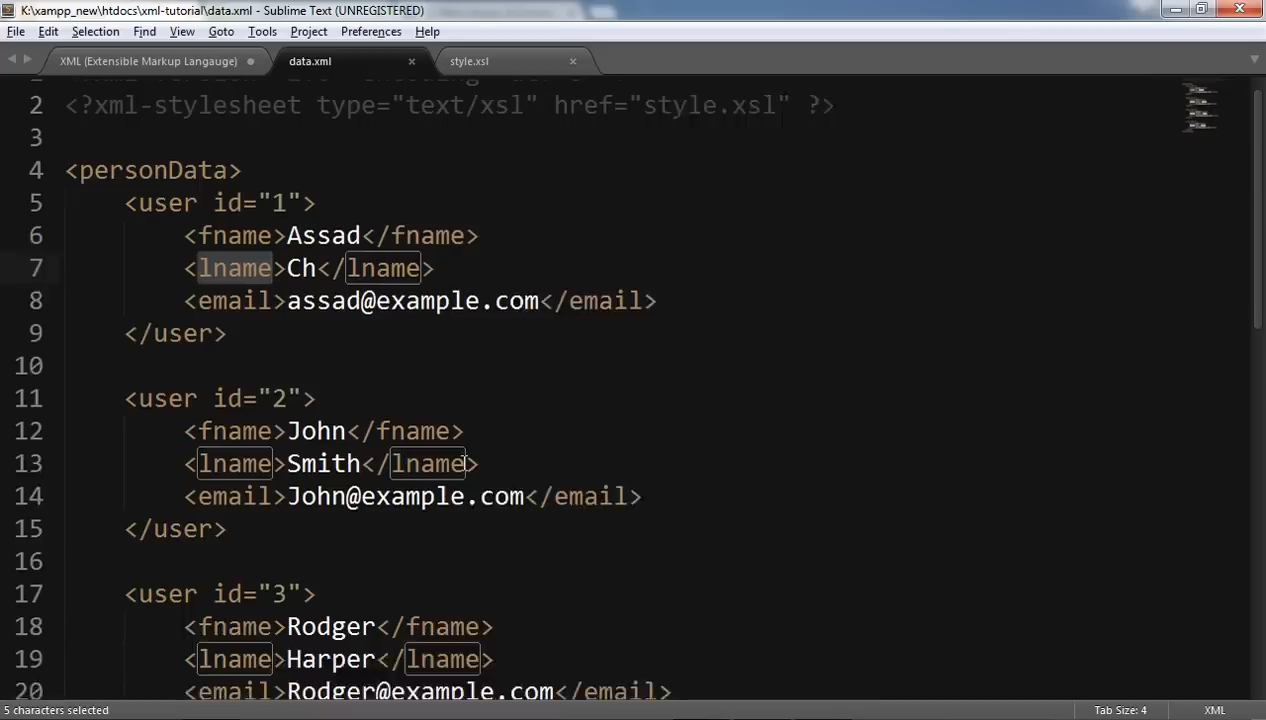 K:\xampp_new\htdocs\xml-tutorial\data.xml - Sublime Text (UNREGISTERED)
File Edit Selection Find View Goto Tools Project Preferences Help
XML (Extensible Markup Langauge) data.xml style.xsl
2 <?xml-stylesheet type="text/xsl" href="style.xsl" ?>
3
4 <personData>
5 <user id="1">
6 <fname>Assad</fname>
7 <lname>Ch</lname>
8 <email>assad@example.com</email>
9 </user>
10
11 <user id="2">
12 <fname>John</fname>
13 <lname>Smith</lname>
14 <email>John@example.com</email>
15 </user>
16
17 <user id="3">
18 <fname>Rodger</fname>
19 <lname>Harper</lname>
20 <email>Rodger@example.com</email>
5 characters selected Tab Size: 4 XML